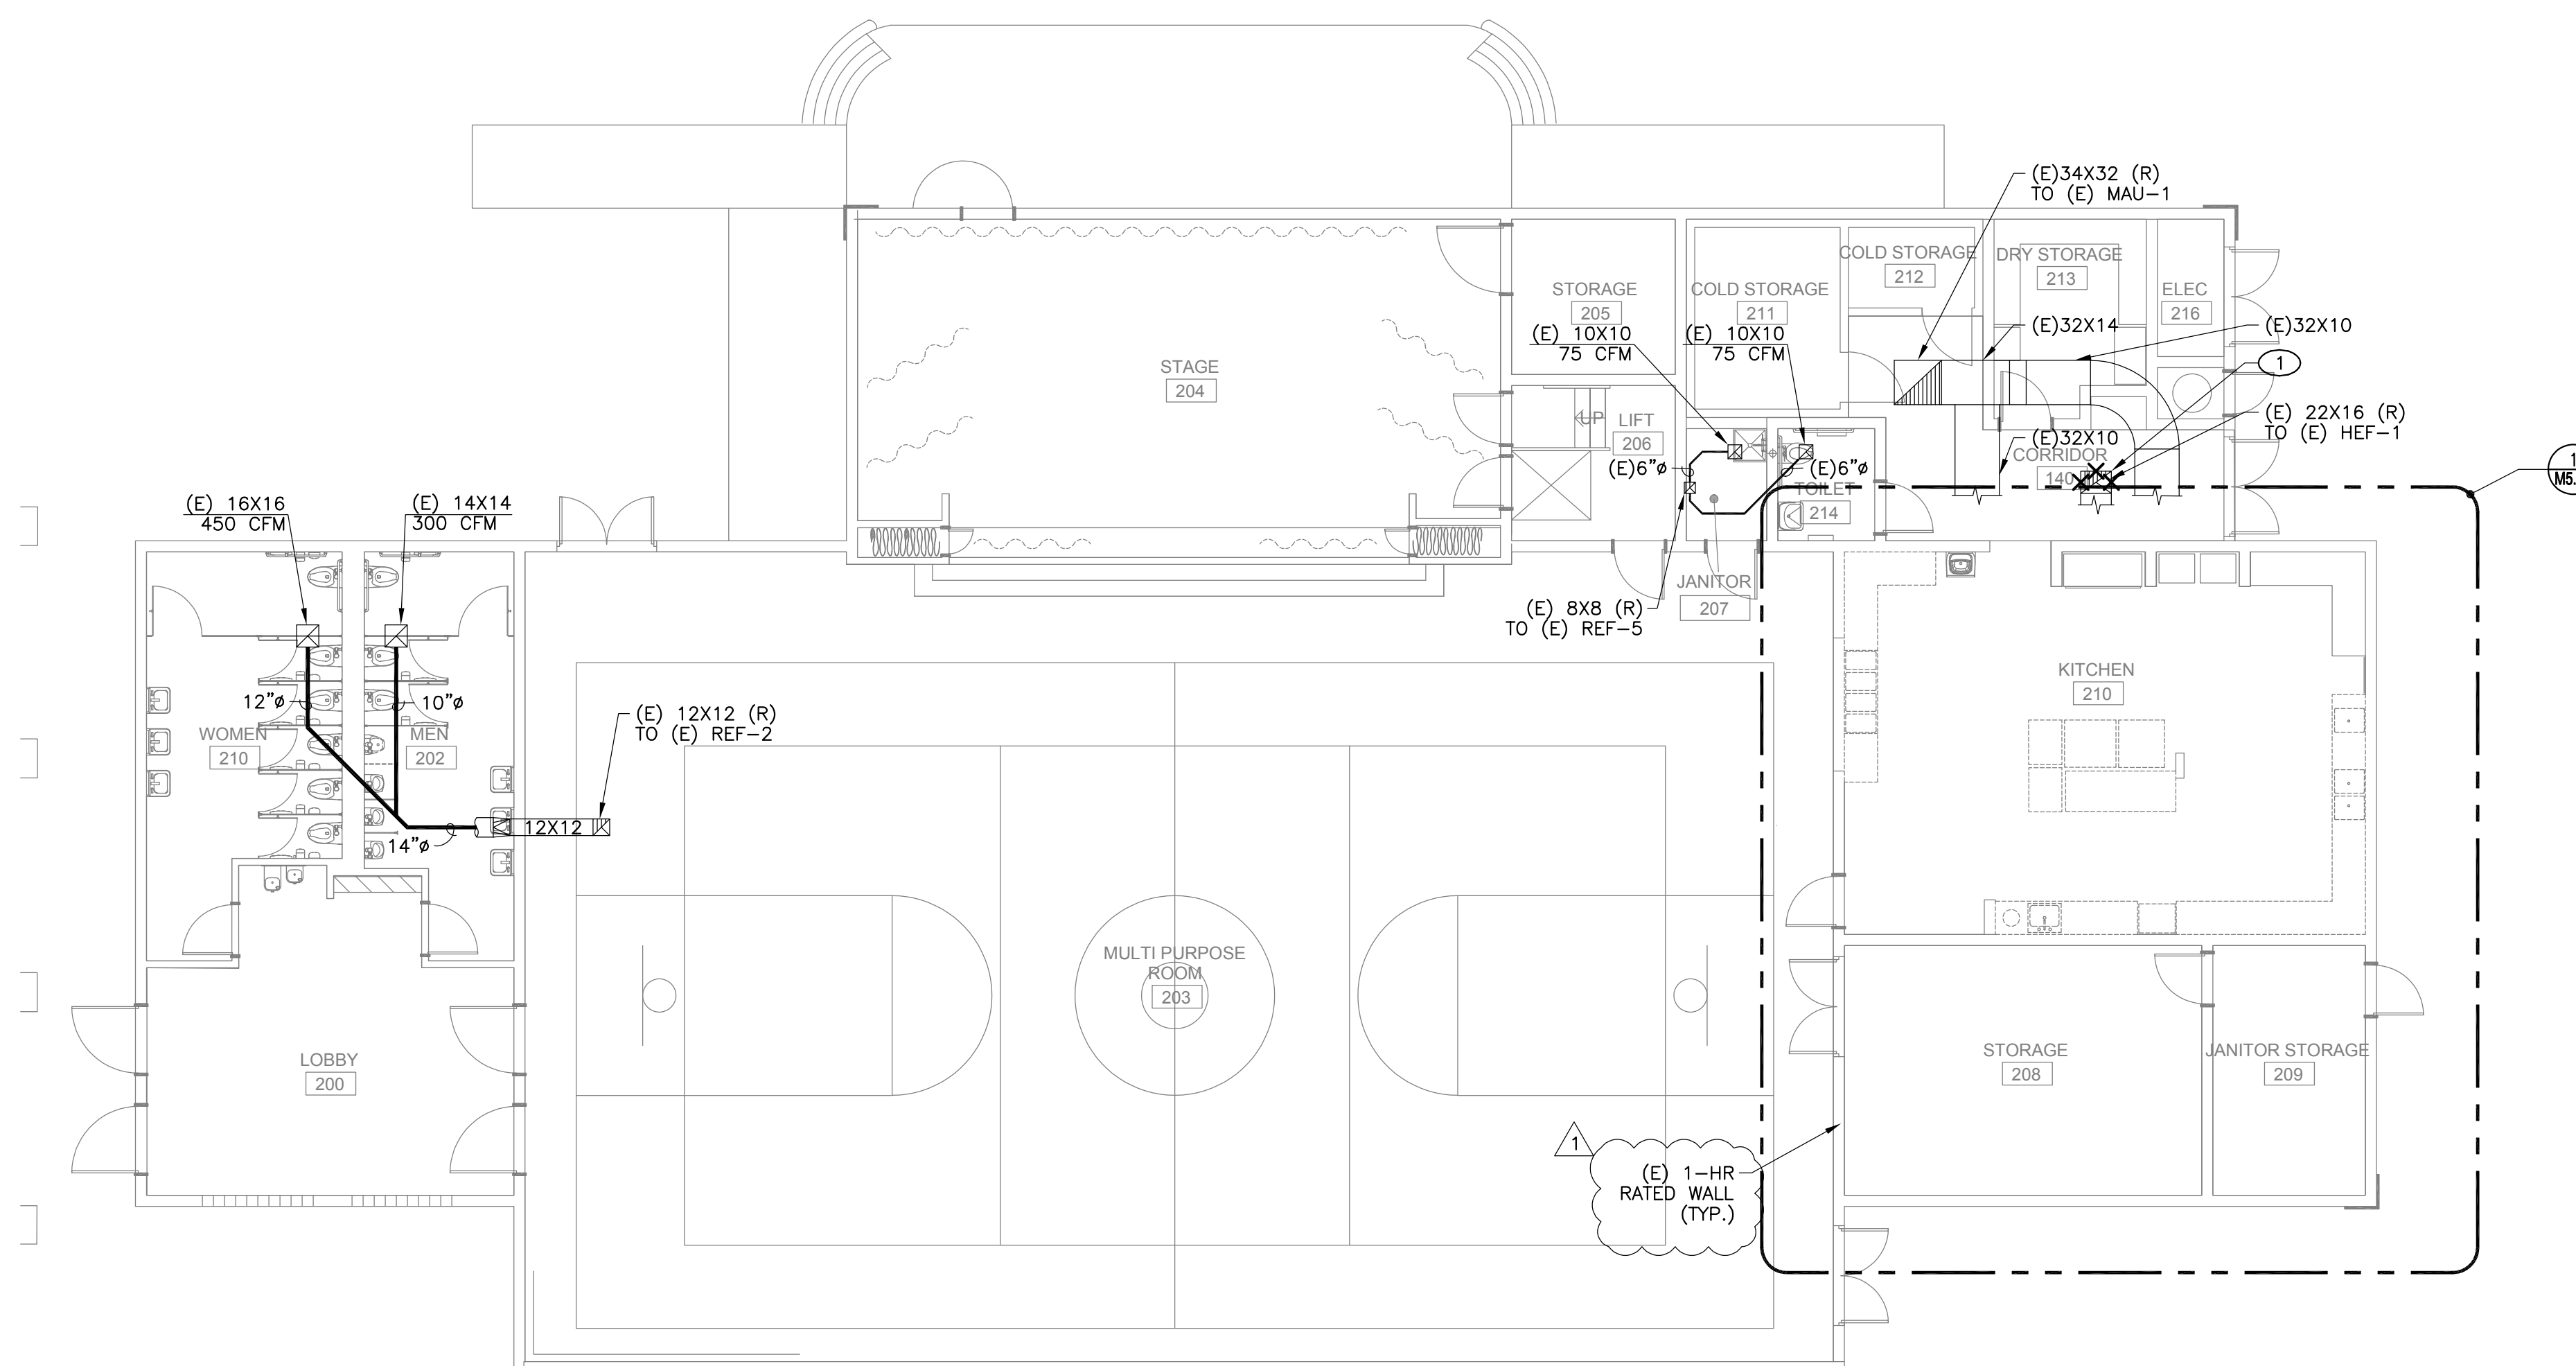 (E)34X32 (R)
TO (E) MAU-1
COLD STORAGE
212
DRY STORAGE
213
STORAGE
205
COLD STORAGE
211
ELEC
216
(E)32X14
(E)32X10
(E) 10X10
75 CFM
(E) 10X10
75 CFM
1
STAGE
204
UP
LIFT
206
(E) 22X16 (R)
TO (E) HEF-1
(E)32X10
CORRIDOR
140
(E)6"ø
(E)6"ø
TOILET
214
1
(E) 16X16
450 CFM
(E) 14X14
300 CFM
JANITOR
207
(E) 8X8 (R)
TO (E) REF-5
KITCHEN
210
12"ø
10"ø
(E) 12X12 (R)
TO (E) REF-2
WOMEN
210
MEN
202
12X12
14"ø
MULTI PURPOSE
ROOM
203
LOBBY
200
STORAGE
208
JANITOR STORAGE
209
1
(E) 1-HR
RATED WALL
(TYP.)